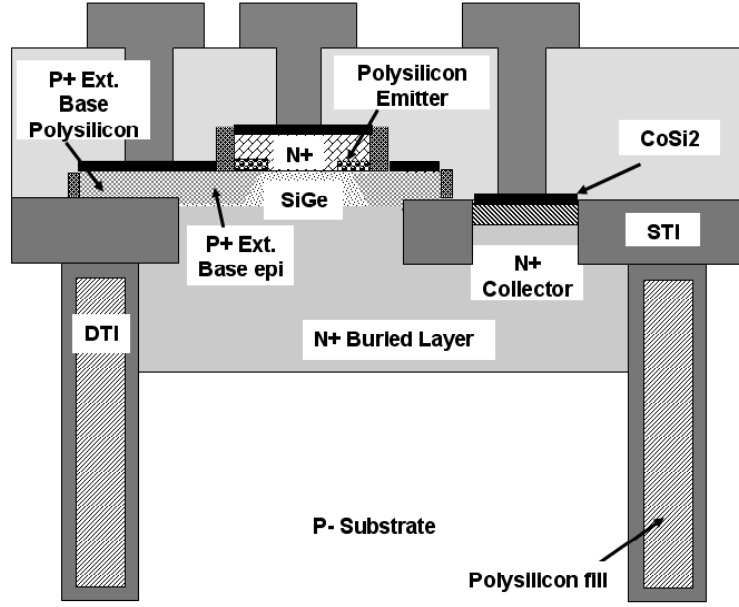 P+ Ext.
Base
Polysilicon
Polysilicon
Emitter
CoSi2
N+
SiGe
P+ Ext.
Base epi
STI
N+
Collector
DTI
N+ Buried Layer
P- Substrate
Polysilicon fill